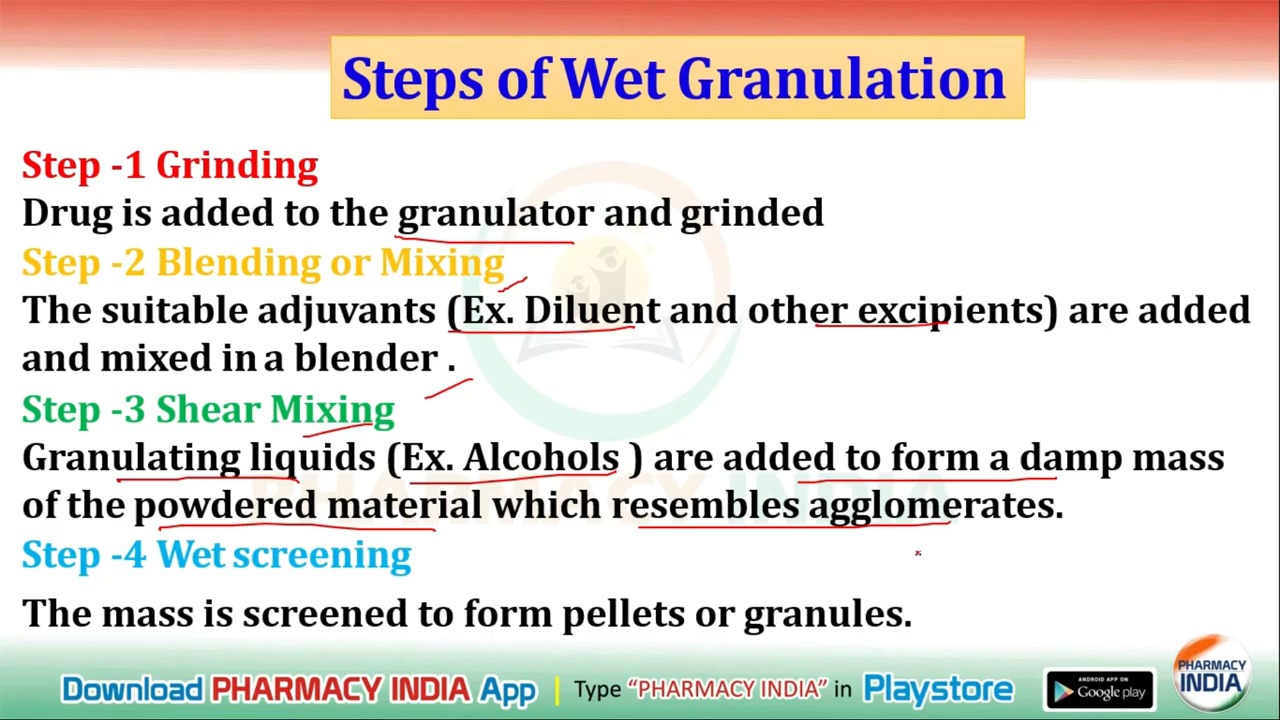 Steps of Wet Granulation
Step -1 Grinding
Drug is added to the granulator and grinded
Step -2 Blending or Mixing
The suitable adjuvants (Ex. Diluent and other excipients) are added
and mixed in a blender .
Step -3 Shear Mixing
Granulating liquids (Ex. Alcohols ) are added to form a damp mass
of the powdered material which resembles agglomerates.
Step -4 Wet screening
The mass is screened to form pellets or granules.
PHARMACY INDIA
Download PHARMACY INDIA App | Type “PHARMACY INDIA” in Playstore
ANDROID APP ON
Google play
PHARMACY
INDIA